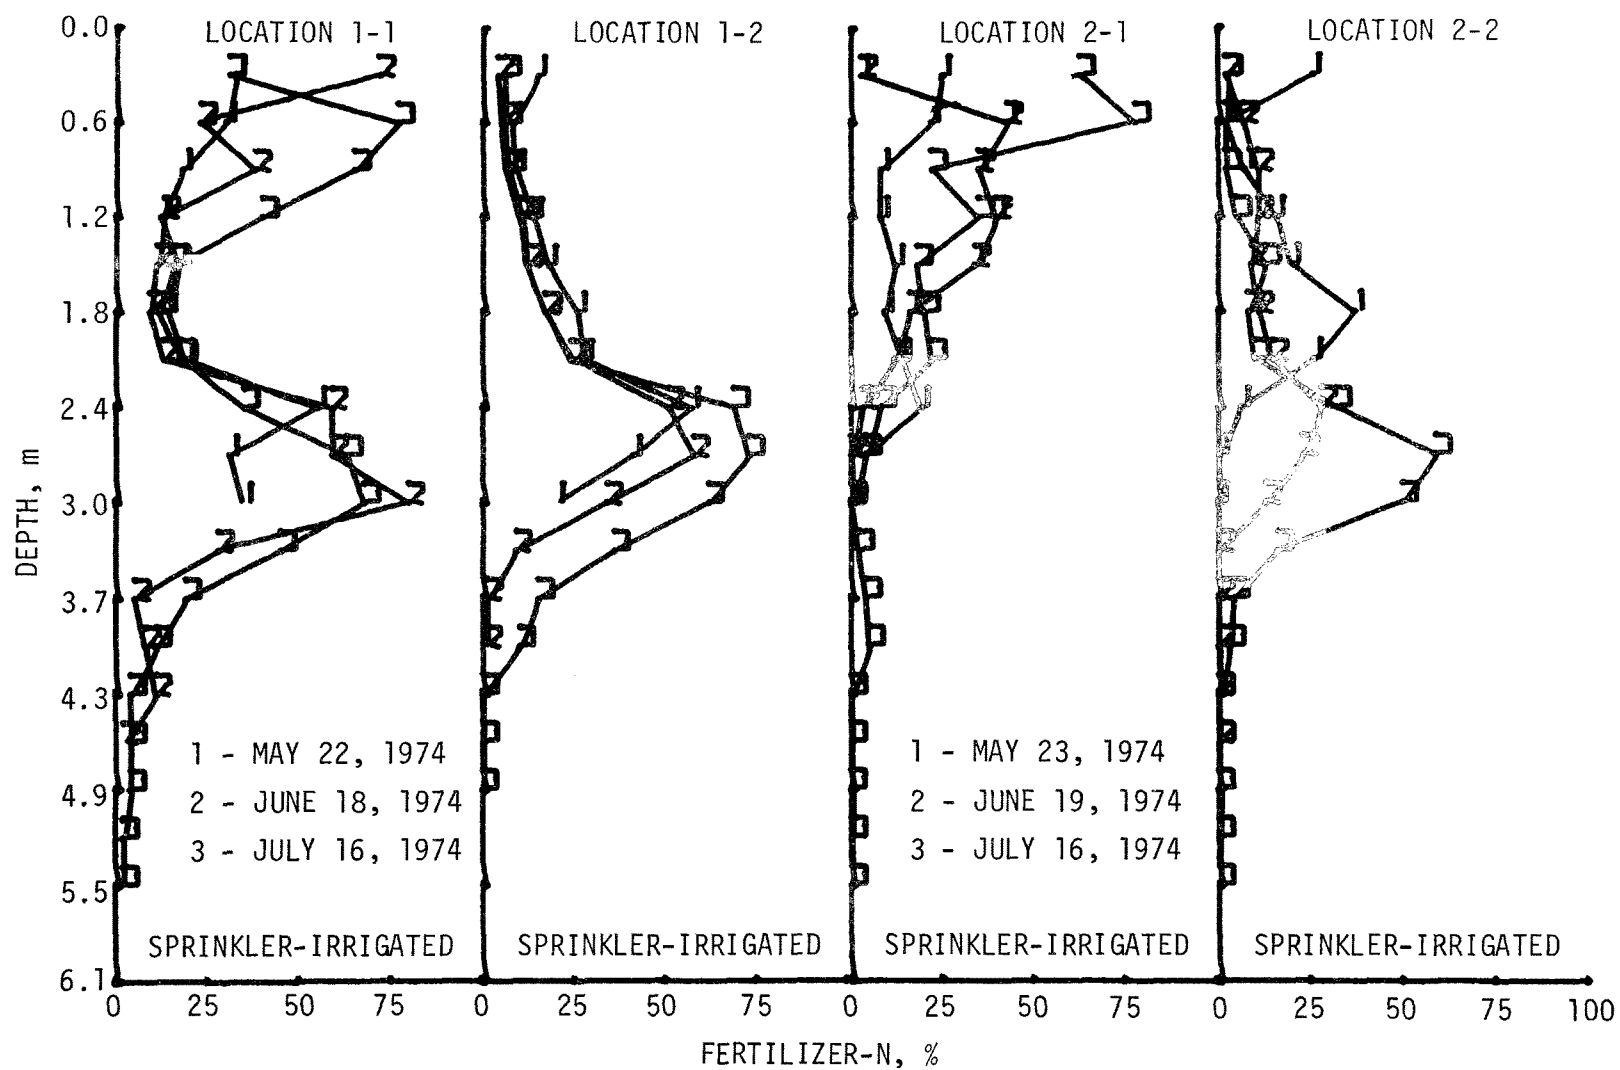 LOCATION 1-1
LOCATION 1-2
LOCATION 2-1
LOCATION 2-2
0.0
0.6
1.2
1.8
2.4
3.0
3.7
4.3
4.9
5.5
6.1
DEPTH, m
1 - MAY 22, 1974
2 - JUNE 18, 1974
3 - JULY 16, 1974
1 - MAY 23, 1974
2 - JUNE 19, 1974
3 - JULY 16, 1974
SPRINKLER-IRRIGATED
SPRINKLER-IRRIGATED
SPRINKLER-IRRIGATED
SPRINKLER-IRRIGATED
0 25 50 75 0 25 50 75 0 25 50 75 0 25 50 75 100
FERTILIZER-N, %